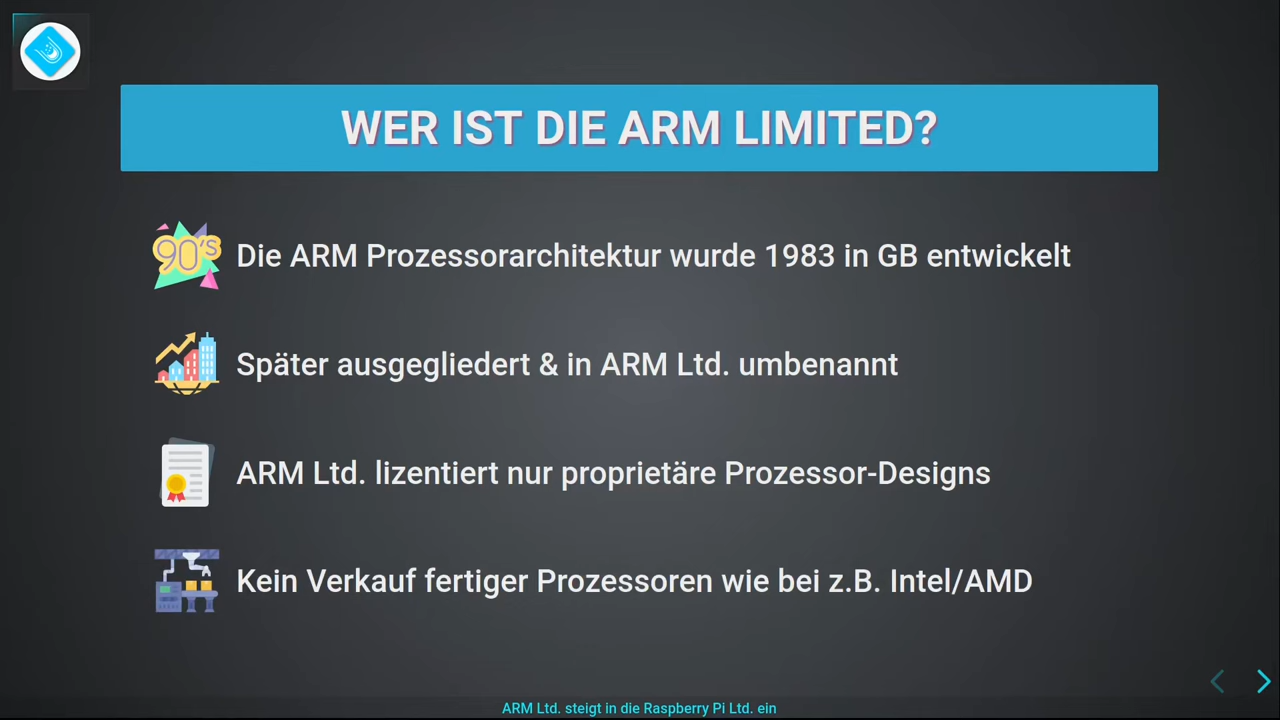 WER IST DIE ARM LIMITED?
90's
Die ARM Prozessorarchitektur wurde 1983 in GB entwickelt
Später ausgegliedert & in ARM Ltd. umbenannt
ARM Ltd. lizentiert nur proprietäre Prozessor-Designs
Kein Verkauf fertiger Prozessoren wie bei z.B. Intel/AMD
ARM Ltd. steigt in die Raspberry Pi Ltd. ein